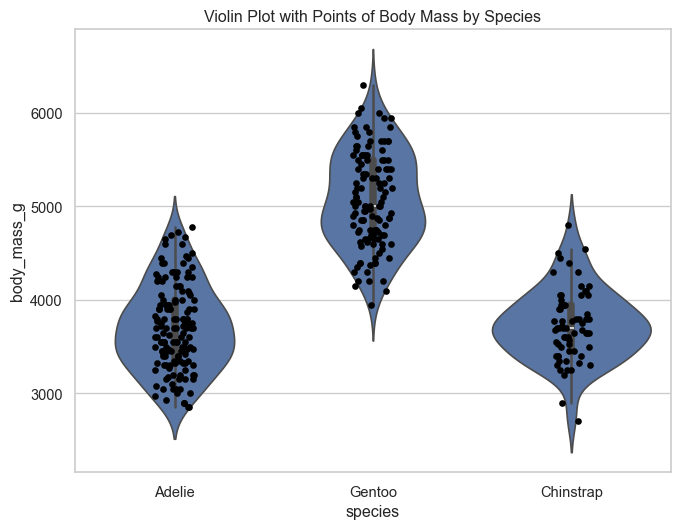 Violin Plot with Points of Body Mass by Species
body_mass_g
6000
5000
4000
3000
Adelie
Gentoo
Chinstrap
species